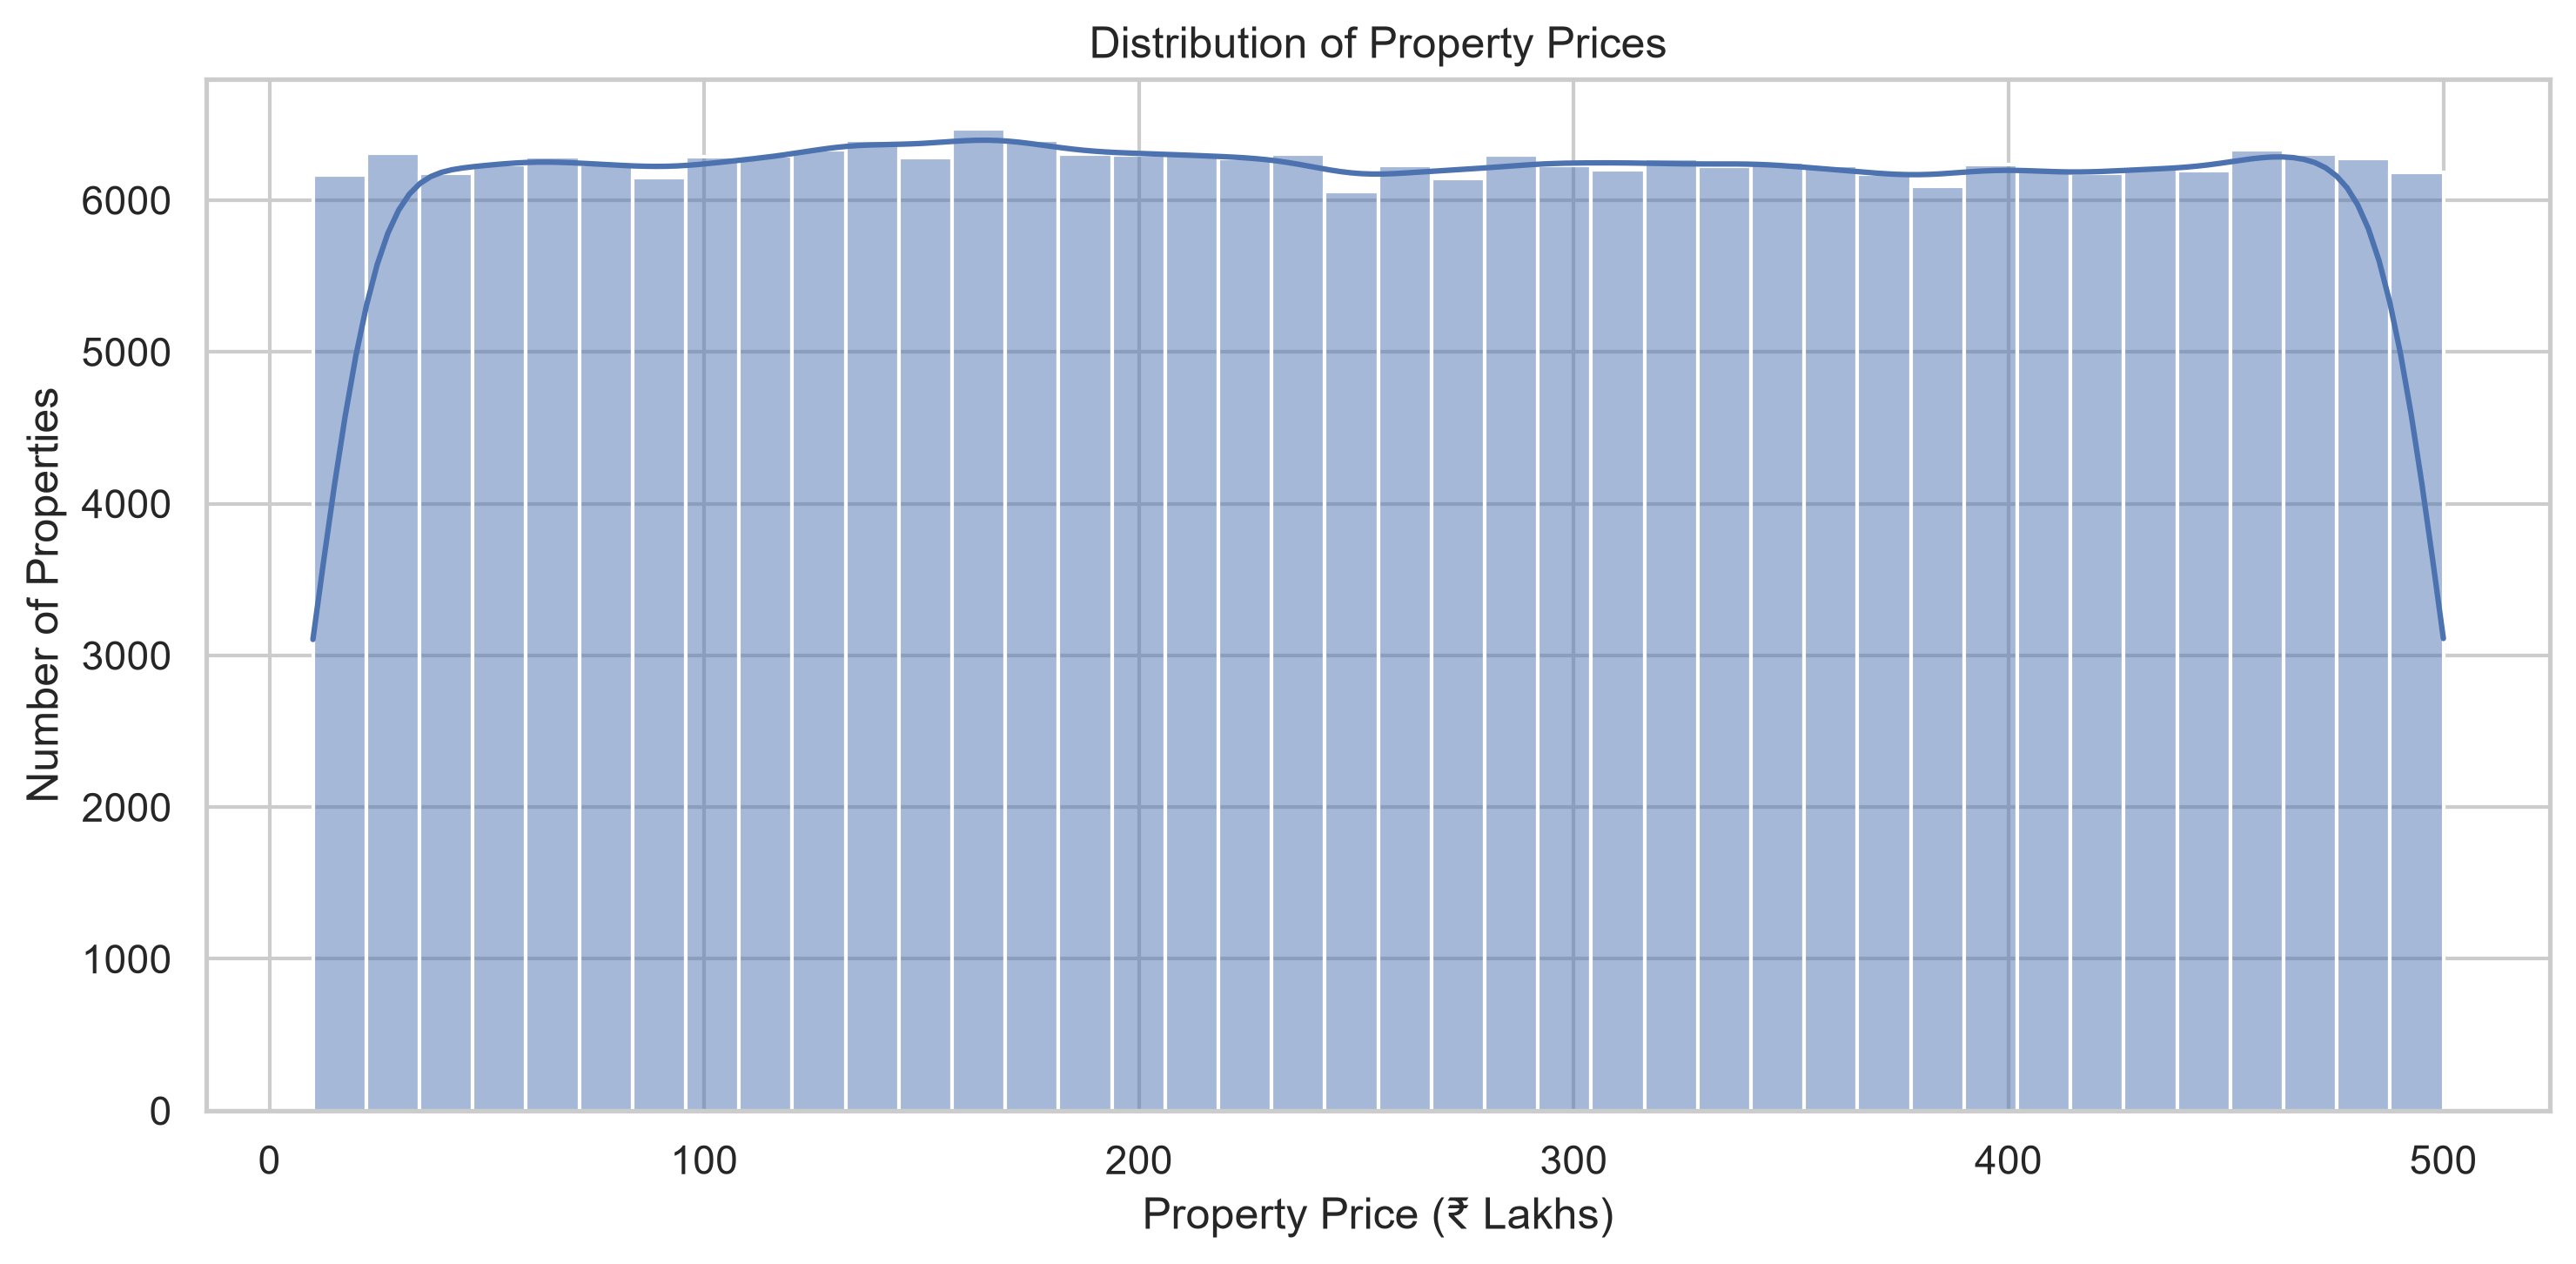 Distribution of Property Prices
Number of Properties
6000
5000
4000
3000
2000
1000
0
0 100 200 300 400 500
Property Price (₹ Lakhs)